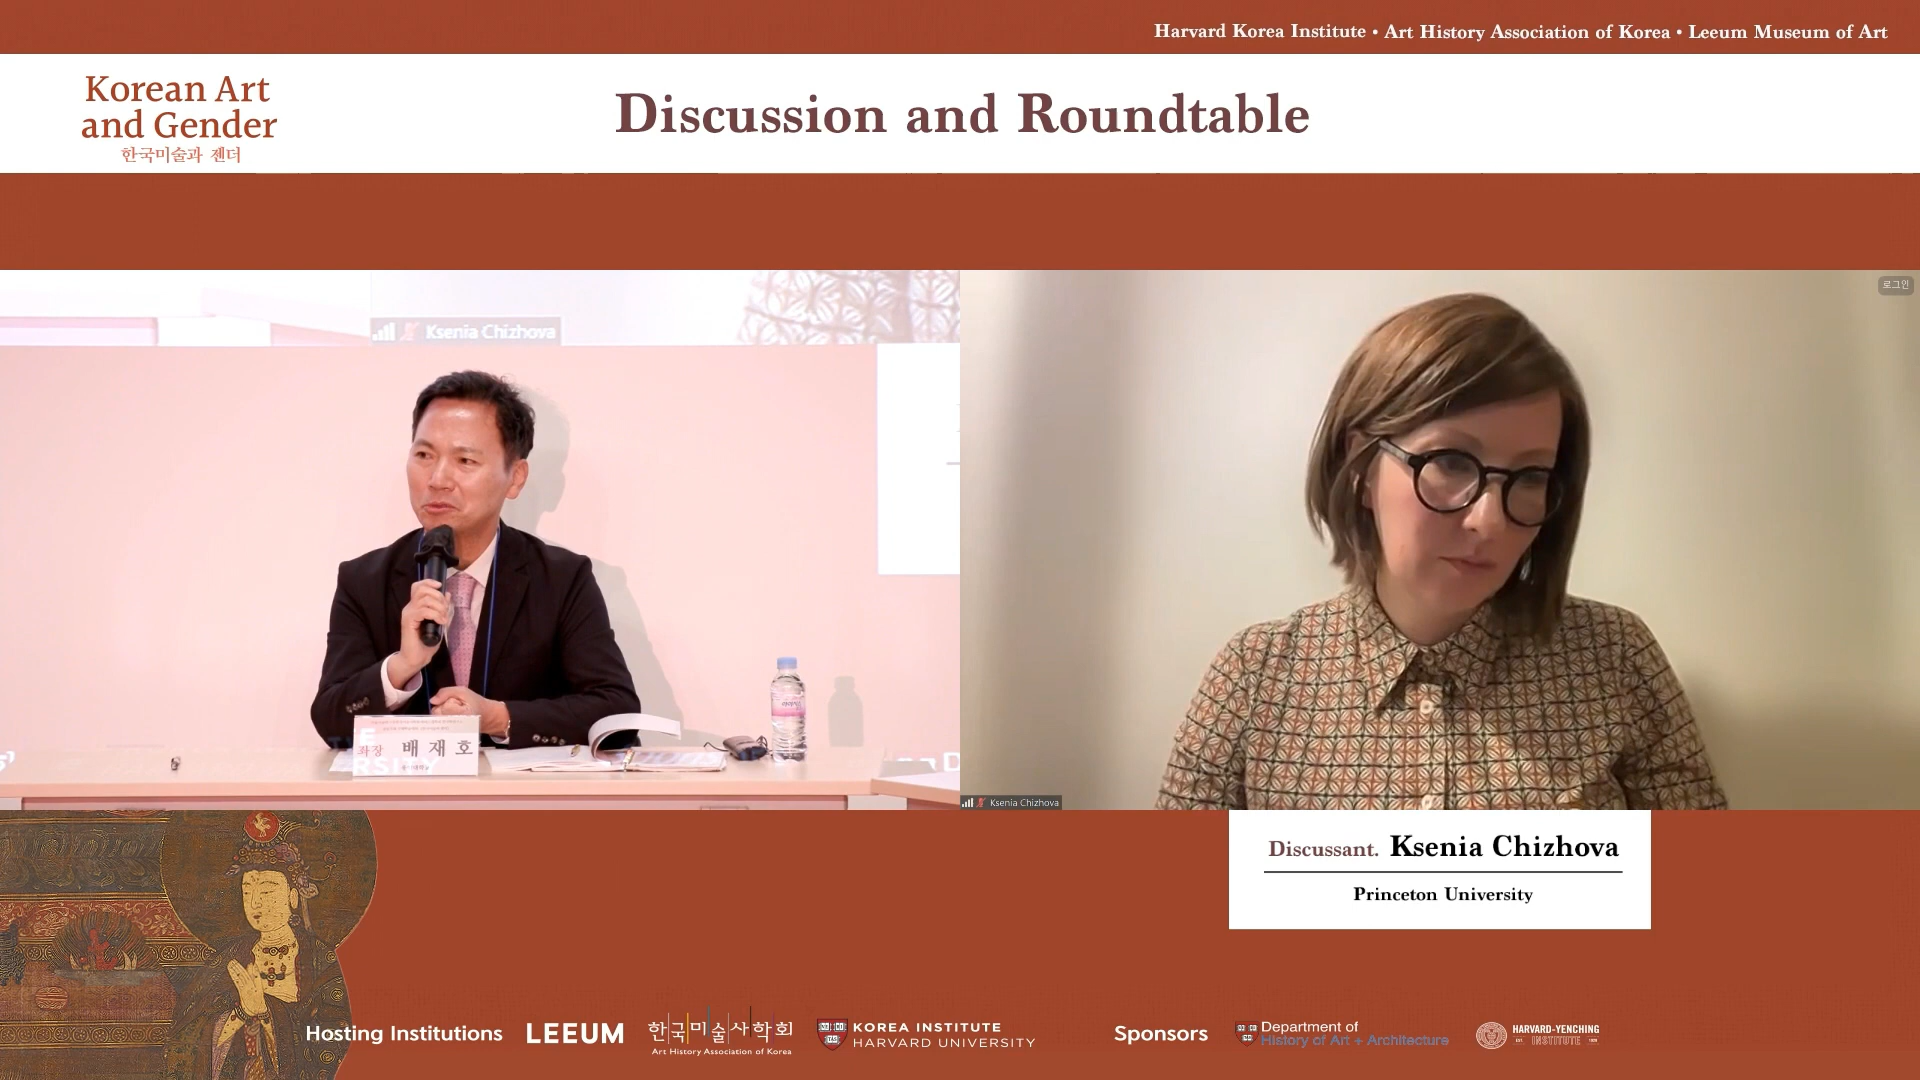 Harvard Korea Institute • Art History Association of Korea • Leeum Museum of Art
Korean Art
and Gender
한국미술과 젠더
Discussion and Roundtable
Ksenia Chizhova
로그인
좌장 배재호
Ksenia Chizhova
Discussant. Ksenia Chizhova
Princeton University
Hosting Institutions
LEEUM
한국미술사학회
Art History Association of Korea
KOREA INSTITUTE
HARVARD UNIVERSITY
Sponsors
Department of
History of Art + Architecture
HARVARD-YENCHING
INSTITUTE